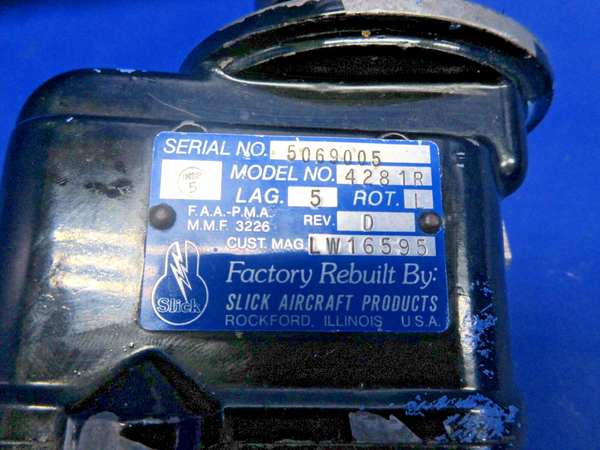 SERIAL NO. 5069005
INSP 5
MODEL NO. 4281R
LAG. 5 ROT. L
F.A.A.-P.M.A.
M.M.F. 3226 REV. D
CUST. MAG. LW16595
Slick
Factory Rebuilt By:
SLICK AIRCRAFT PRODUCTS
ROCKFORD, ILLINOIS U.S.A.